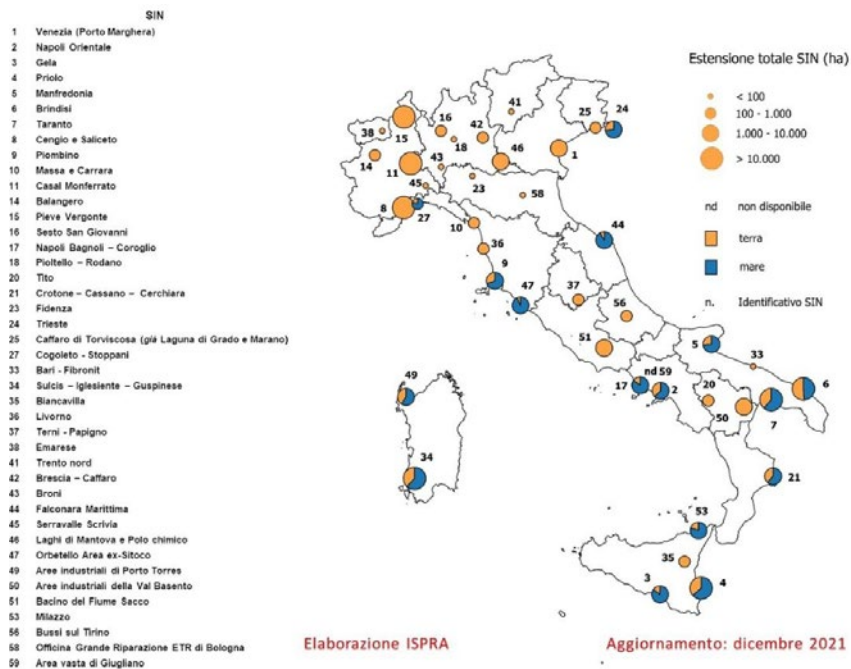 SIN
1 Venezia (Porto Marghera)
2 Napoli Orientale
3 Gela
4 Priolo
5 Manfredonia
6 Brindisi
7 Taranto
8 Cengio e Saliceto
9 Piombino
10 Massa e Carrara
11 Casal Monferrato
14 Balangero
15 Pieve Vergonte
16 Sesto San Giovanni
17 Napoli Bagnoli – Coroglio
18 Pioltello – Rodano
20 Tito
21 Crotone – Cassano – Cerchiara
23 Fidenza
24 Trieste
25 Caffaro di Torviscosa (già Laguna di Grado e Marano)
27 Cogoleto - Stoppani
33 Bari - Fibronit
34 Sulcis – Iglesiente – Guspinese
35 Biancavilla
36 Livorno
37 Terni - Papigno
38 Emarese
41 Trento nord
42 Brescia – Caffaro
43 Broni
44 Falconara Marittima
45 Serravalle Scrivia
46 Laghi di Mantova e Polo chimico
47 Orbetello Area ex-Sitoco
49 Aree industriali di Porto Torres
50 Aree industriali della Val Basento
51 Bacino del Fiume Sacco
53 Milazzo
56 Bussi sul Tirino
58 Officina Grande Riparazione ETR di Bologna
59 Area vasta di Giugliano
Estensione totale SIN (ha)
< 100
100 - 1.000
1.000 - 10.000
> 10.000
nd non disponibile
terra
mare
n. Identificativo SIN
41
25
24
38
15
16
18
42
46
1
14
11
43
45
23
58
8
27
10
44
36
9
47
37
56
51
5
33
nd 59
17
2
20
50
7
6
49
34
21
53
35
3
4
Elaborazione ISPRA
Aggiornamento: dicembre 2021